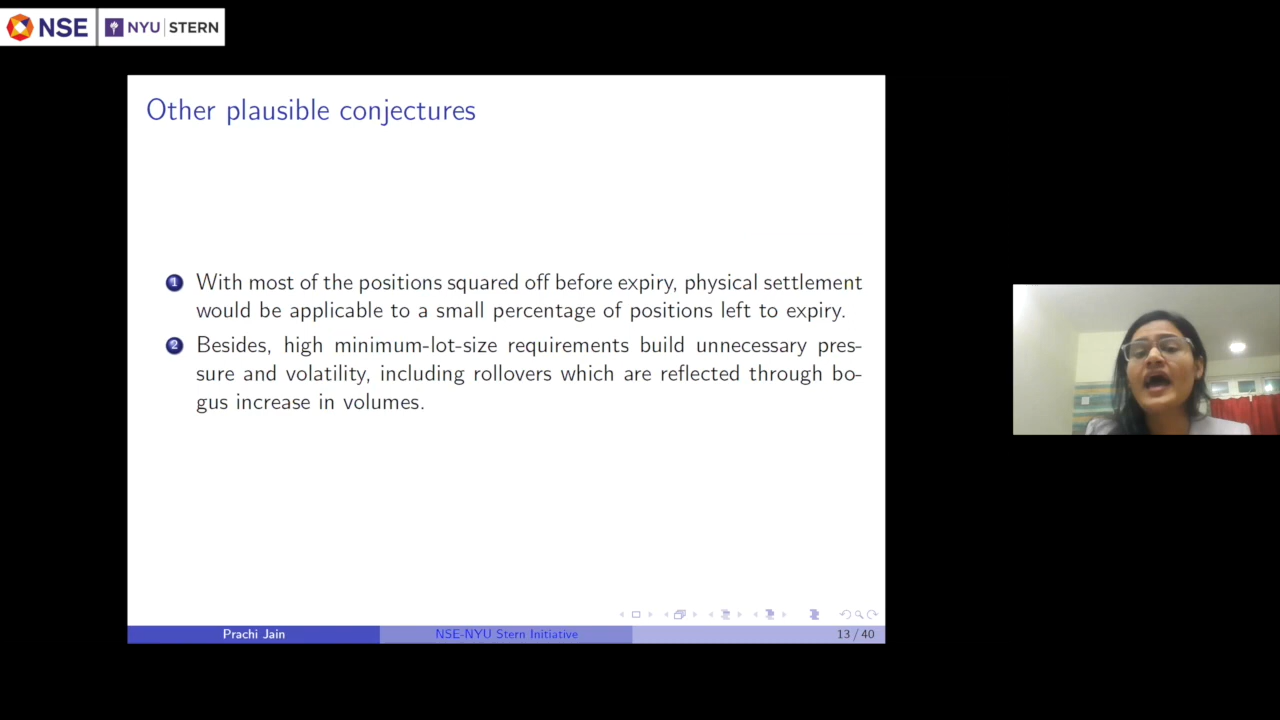 NSE NYU STERN
Other plausible conjectures
1 With most of the positions squared off before expiry, physical settlement
would be applicable to a small percentage of positions left to expiry.
2 Besides, high minimum-lot-size requirements build unnecessary pres-
sure and volatility, including rollovers which are reflected through bo-
gus increase in volumes.
Prachi Jain NSE-NYU Stern Initiative 13 / 40